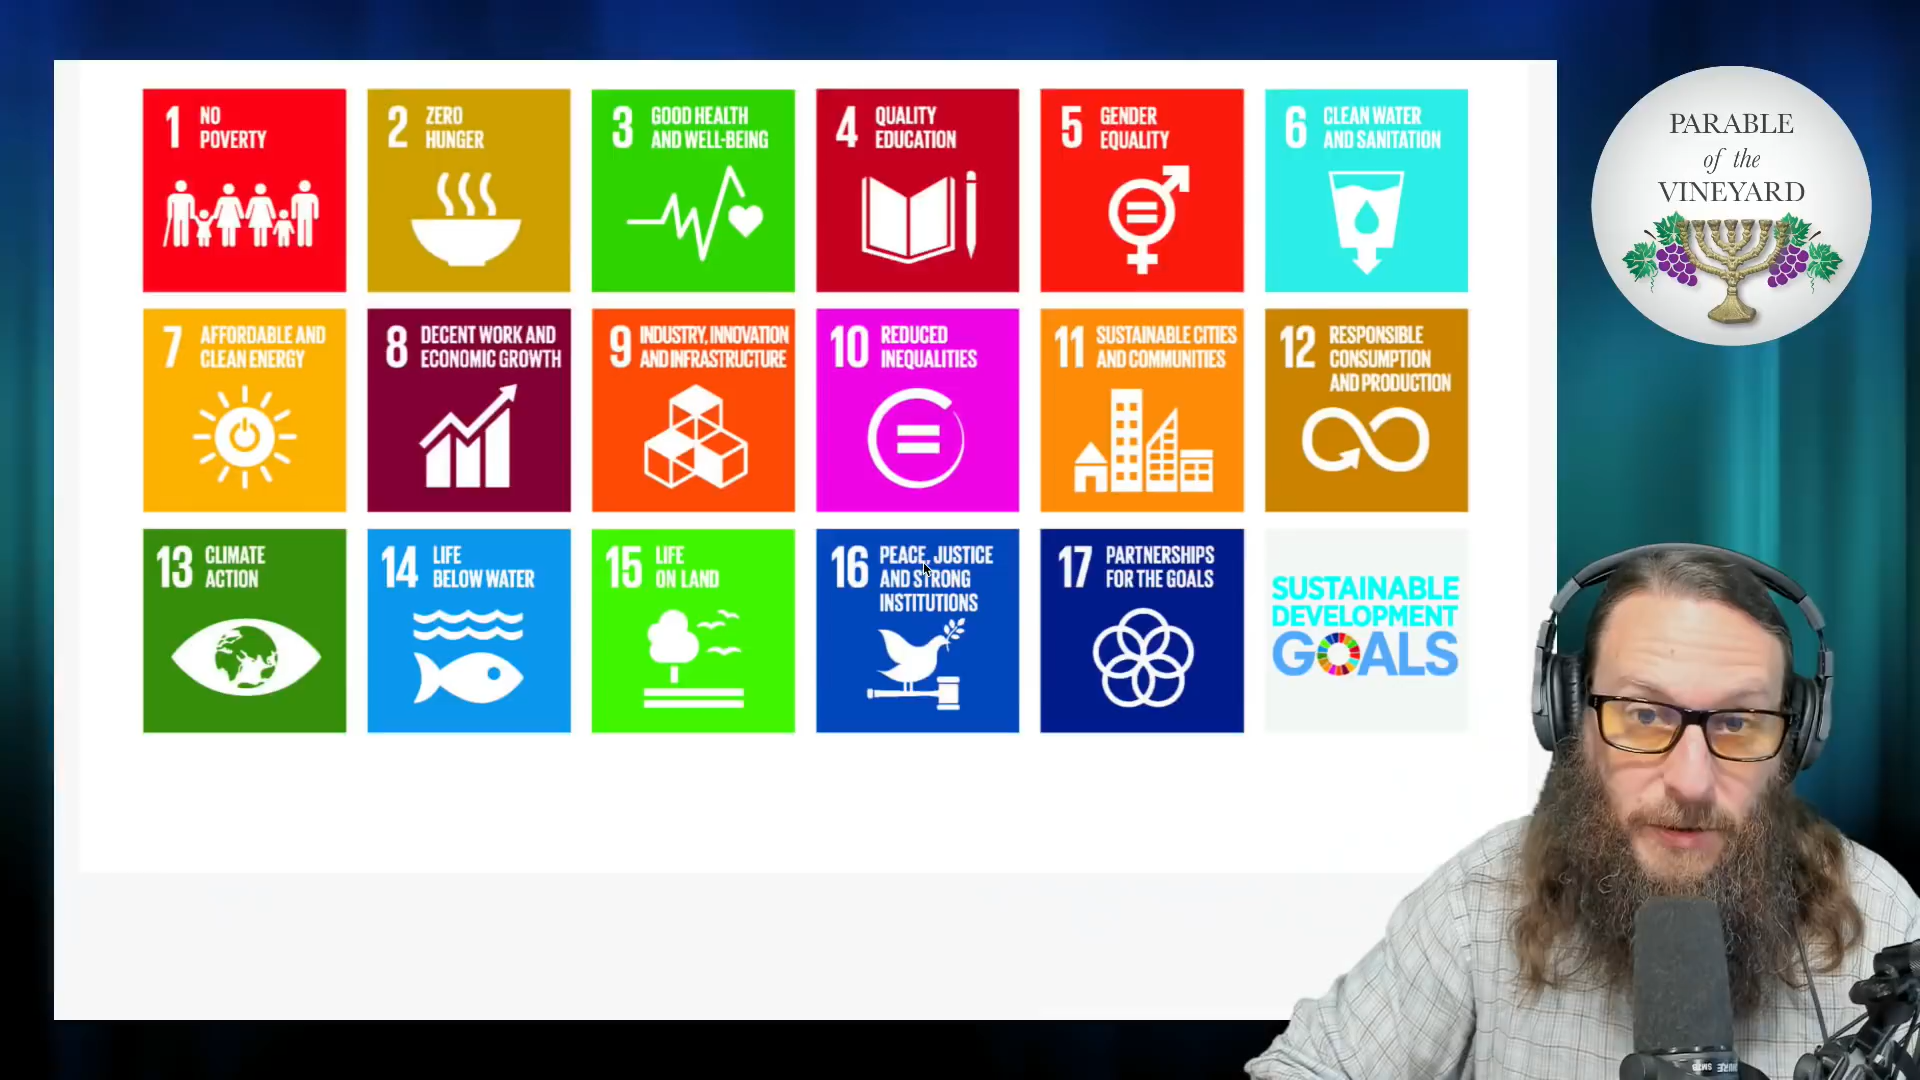 1 NO
POVERTY
2 ZERO
HUNGER
3 GOOD HEALTH
AND WELL-BEING
4 QUALITY
EDUCATION
5 GENDER
EQUALITY
6 CLEAN WATER
AND SANITATION
7 AFFORDABLE AND
CLEAN ENERGY
8 DECENT WORK AND
ECONOMIC GROWTH
9 INDUSTRY, INNOVATION
AND INFRASTRUCTURE
10 REDUCED
INEQUALITIES
11 SUSTAINABLE CITIES
AND COMMUNITIES
12 RESPONSIBLE
CONSUMPTION
AND PRODUCTION
13 CLIMATE
ACTION
14 LIFE
BELOW WATER
15 LIFE
ON LAND
16 PEACE, JUSTICE
AND STRONG
INSTITUTIONS
17 PARTNERSHIPS
FOR THE GOALS
SUSTAINABLE
DEVELOPMENT
GOALS
PARABLE
of the
VINEYARD